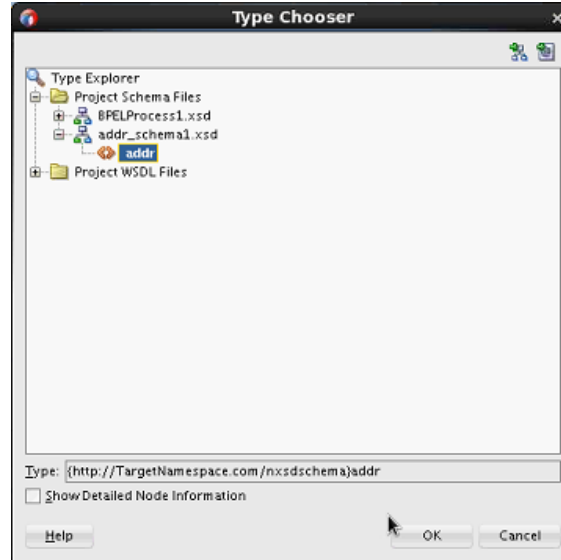 Type Chooser
Type Explorer
Project Schema Files
BPELProcess1.xsd
addr_schema1.xsd
addr
Project WSDL Files
Type: {http://TargetNamespace.com/nxsdschema}addr
Show Detailed Node Information
Help OK Cancel